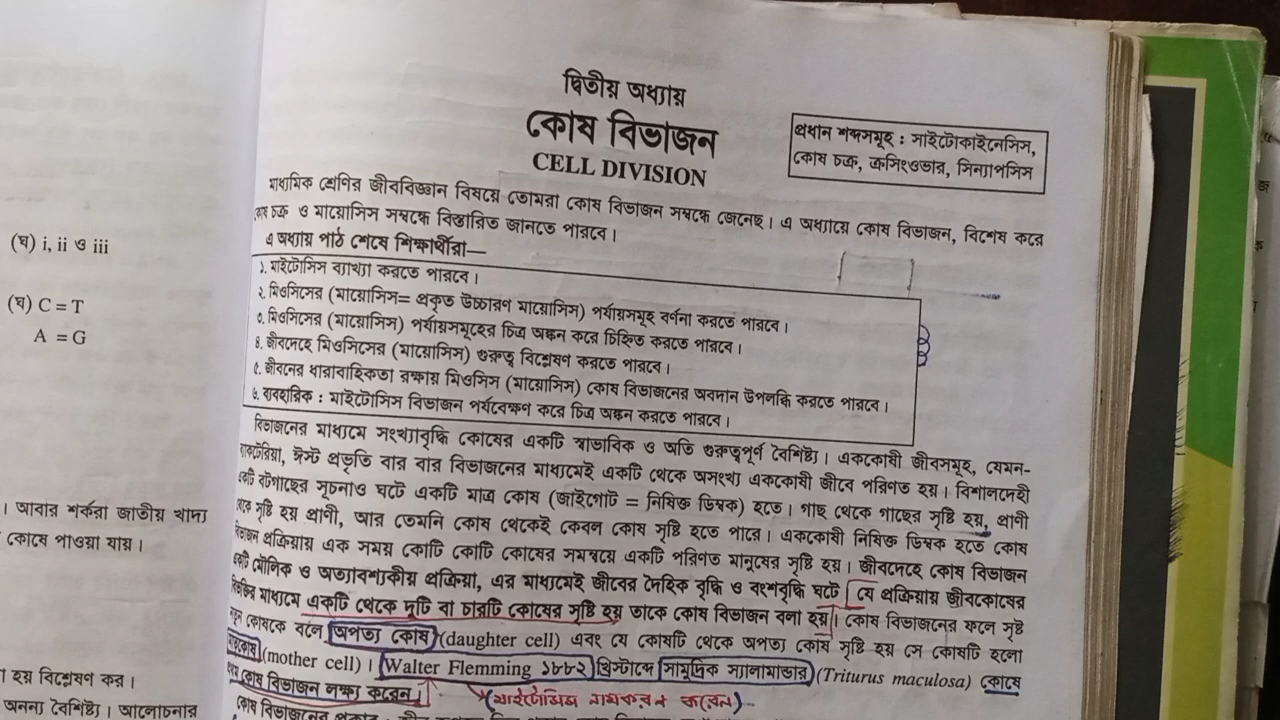 (ঘ) i, ii ও iii
(ঘ) C = T
A = G
। আবার শর্করা জাতীয় খাদ্য
কোষে পাওয়া যায়।
হয় বিশ্লেষণ কর।
অনন্য বৈশিষ্ট্য। আলোচনার
দ্বিতীয় অধ্যায়
কোষ বিভাজন
CELL DIVISION
প্রধান শব্দসমূহ : সাইটোকাইনেসিস,
কোষ চক্র, ক্রসিংওভার, সিন্যাপসিস
মাধ্যমিক শ্রেণির জীববিজ্ঞান বিষয়ে তোমরা কোষ বিভাজন সম্বন্ধে জেনেছ। এ অধ্যায়ে কোষ বিভাজন, বিশেষ করে
কোষ চক্র ও মায়োসিস সম্বন্ধে বিস্তারিত জানতে পারবে।
এ অধ্যায় পাঠ শেষে শিক্ষার্থীরা—
১. মাইটোসিস ব্যাখ্যা করতে পারবে।
২. মিওসিসের (মায়োসিস= প্রকৃত উচ্চারণ মায়োসিস) পর্যায়সমূহ বর্ণনা করতে পারবে।
৩. মিওসিসের (মায়োসিস) পর্যায়সমূহের চিত্র অঙ্কন করে চিহ্নিত করতে পারবে।
৪. জীবদেহে মিওসিসের (মায়োসিস) গুরুত্ব বিশ্লেষণ করতে পারবে।
৫. জীবনের ধারাবাহিকতা রক্ষায় মিওসিস (মায়োসিস) কোষ বিভাজনের অবদান উপলব্ধি করতে পারবে।
৬. ব্যবহারিক : মাইটোসিস বিভাজন পর্যবেক্ষণ করে চিত্র অঙ্কন করতে পারবে।
বিভাজনের মাধ্যমে সংখ্যাবৃদ্ধি কোষের একটি স্বাভাবিক ও অতি গুরুত্বপূর্ণ বৈশিষ্ট্য। এককোষী জীবসমূহ, যেমন-
ব্যাকটেরিয়া, ঈস্ট প্রভৃতি বার বার বিভাজনের মাধ্যমেই একটি থেকে অসংখ্য এককোষী জীবে পরিণত হয়। বিশালদেহী
একটি বটগাছের সূচনাও ঘটে একটি মাত্র কোষ (জাইগোট = নিষিক্ত ডিম্বক) হতে। গাছ থেকে গাছের সৃষ্টি হয়, প্রাণী
থেকে সৃষ্টি হয় প্রাণী, আর তেমনি কোষ থেকেই কেবল কোষ সৃষ্টি হতে পারে। এককোষী নিষিক্ত ডিম্বক হতে কোষ
বিভাজন প্রক্রিয়ায় এক সময় কোটি কোটি কোষের সমন্বয়ে একটি পরিণত মানুষের সৃষ্টি হয়। জীবদেহে কোষ বিভাজন
একটি মৌলিক ও অত্যাবশ্যকীয় প্রক্রিয়া, এর মাধ্যমেই জীবের দৈহিক বৃদ্ধি ও বংশবৃদ্ধি ঘটে। যে প্রক্রিয়ায় জীবকোষের
বিভক্তির মাধ্যমে একটি থেকে দুটি বা চারটি কোষের সৃষ্টি হয় তাকে কোষ বিভাজন বলা হয়। কোষ বিভাজনের ফলে সৃষ্ট
নতুন কোষকে বলে অপত্য কোষ (daughter cell) এবং যে কোষটি থেকে অপত্য কোষ সৃষ্টি হয় সে কোষটি হলো
মাতৃকোষ (mother cell)। Walter Flemming ১৮৮২ খ্রিস্টাব্দে সামুদ্রিক স্যালামান্ডার (Triturus maculosa) কোষে
প্রথম কোষ বিভাজন লক্ষ্য করেন। (মাইটোসিস নামকরণ করেন)
কোষ বিভাজনের প্রকার :